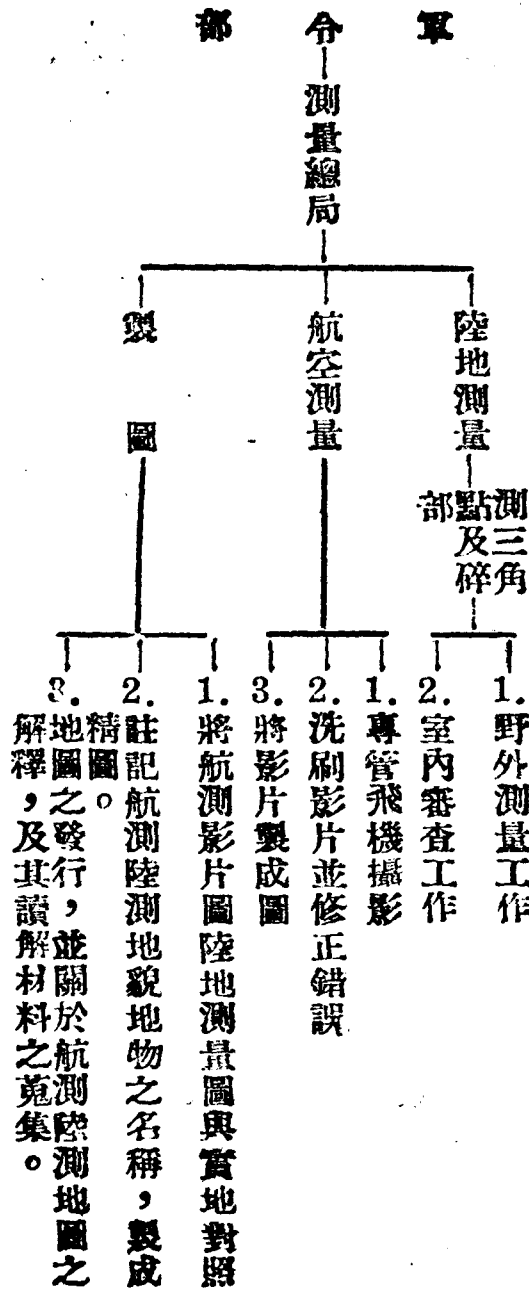 軍令部
測量總局
陸地測量
測三角
點及碎
部
1.野外測量工作
2.室內審查工作
航空測量
1.專管飛機攝影
2.洗刷影片並修正錯誤
3.將影片製成圖
製圖
1.將航測影片圖陸地測量圖與實地對照
2.註記航測陸測地貌地物之名稱，製成
精圖。
3.地圖之發行，並關於航測陸測地圖之
解釋，及其讀解材料之蒐集。